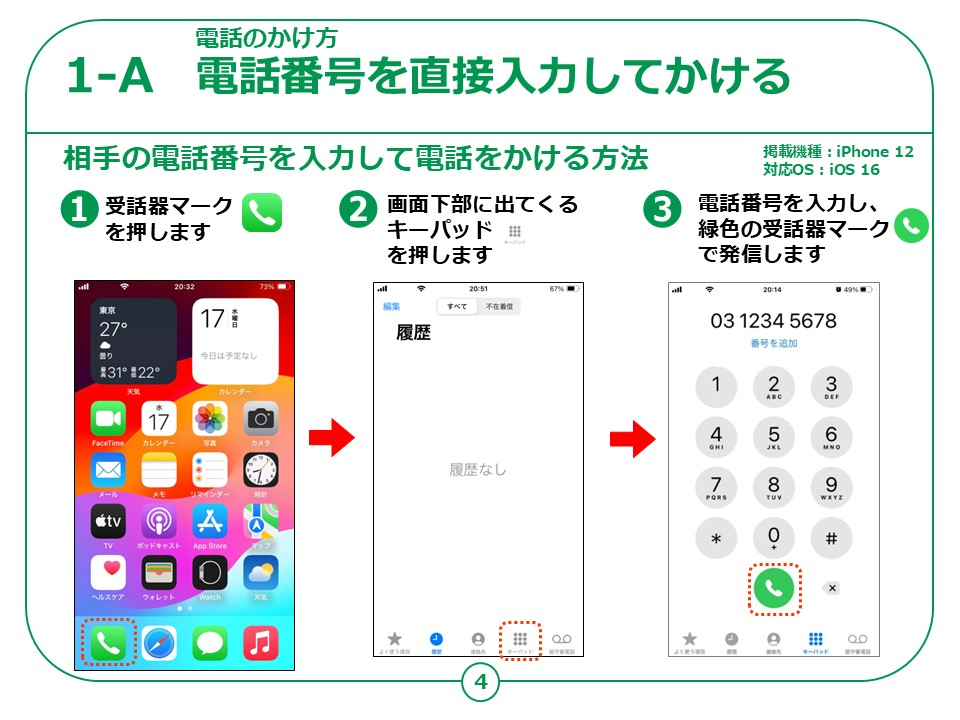 電話のかけ方
1-A 電話番号を直接入力してかける
相手の電話番号を入力して電話をかける方法
掲載機種：iPhone 12
対応OS：iOS 16
1 受話器マーク
を押します
2 画面下部に出てくる
キーパッド
キーパッド
を押します
3 電話番号を入力し、
緑色の受話器マーク
で発信します
20:32 73%
東京
27°
曇り
最高31° 最低22°
天気
17 水曜日
今日は予定なし
カレンダー
水
17
FaceTime カレンダー 写真 カメラ
メール メモ リマインダー 時計
tv
TV ポッドキャスト App Store マップ
ヘルスケア ウォレット Watch 天気
20:51 67%
編集 すべて 不在着信
履歴
履歴なし
よく使う項目 履歴 連絡先 キーパッド 留守番電話
20:14 49%
03 1234 5678
番号を追加
1 2 3
ABC DEF
4 5 6
GHI JKL MNO
7 8 9
PQRS TUV WXYZ
* 0 #
+
よく使う項目 履歴 連絡先 キーパッド 留守番電話
4